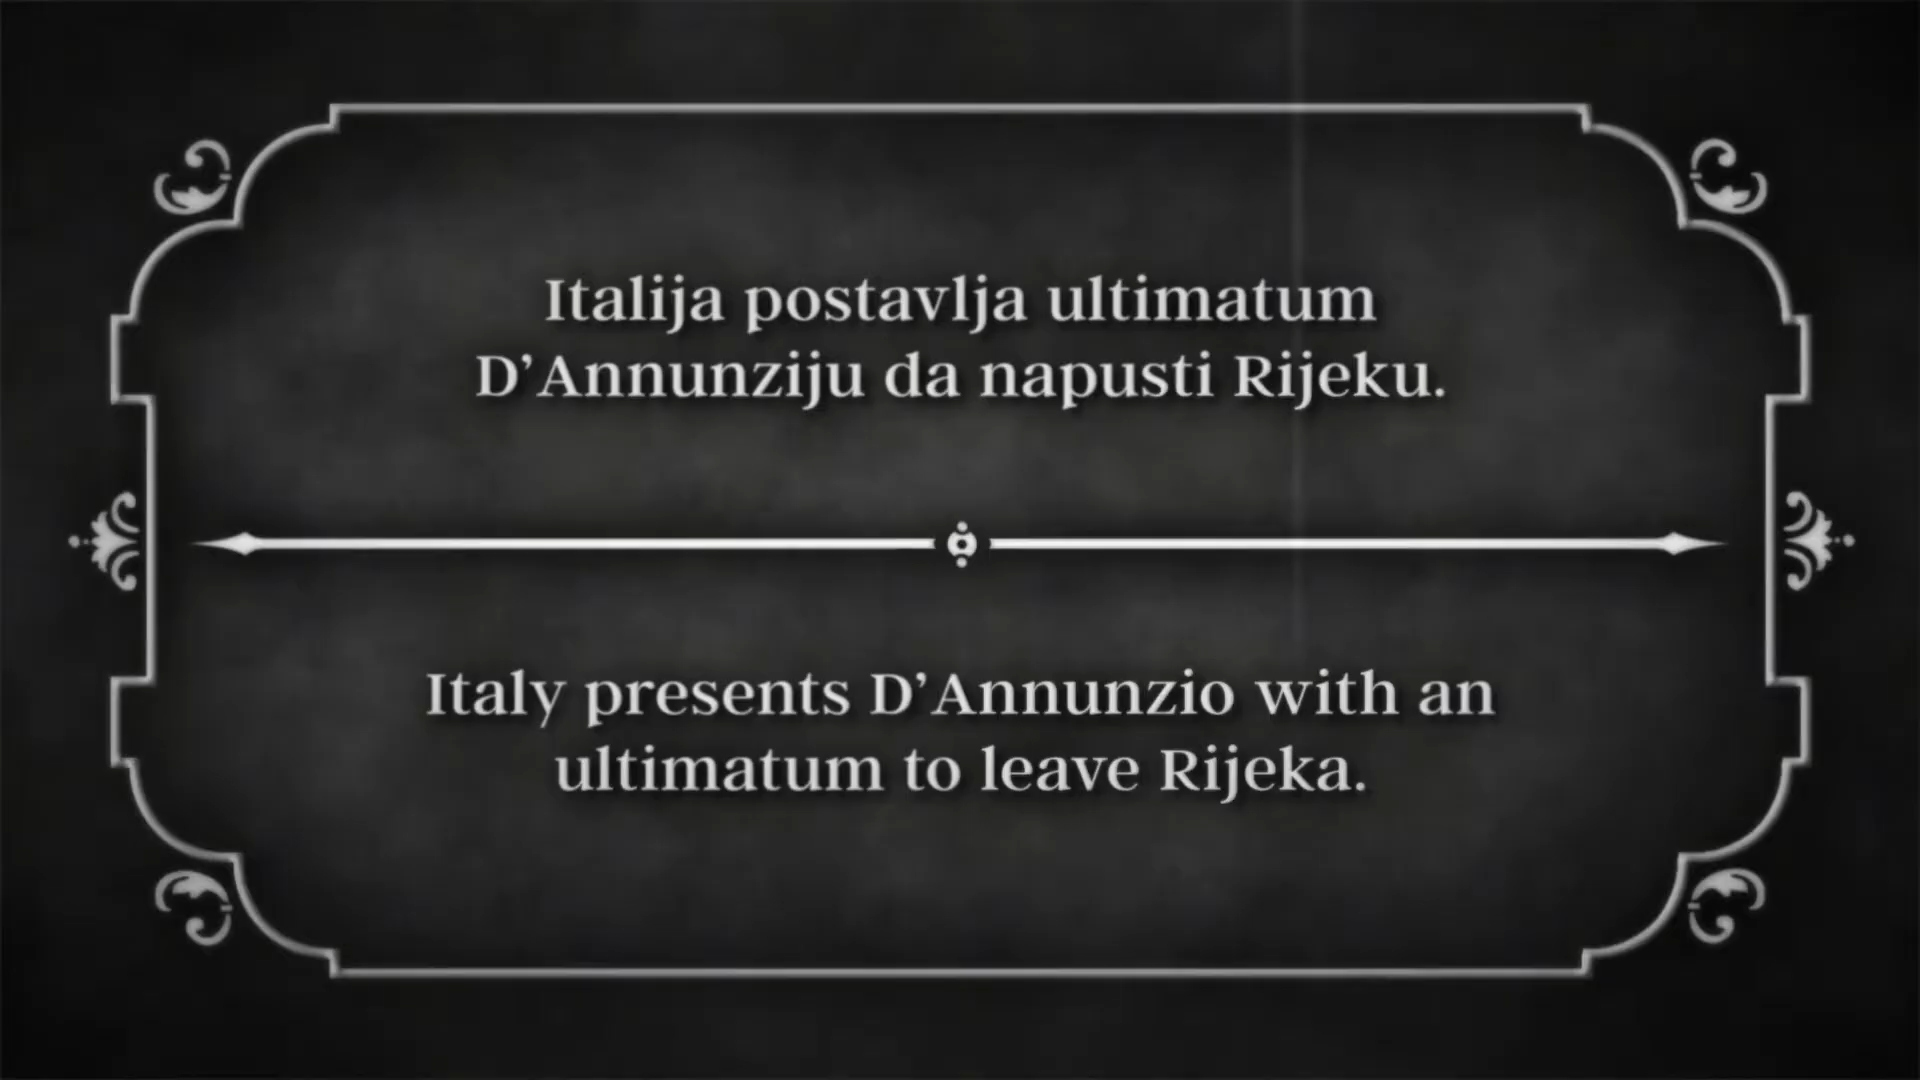 Italija postavlja ultimatum
D’Annunziju da napusti Rijeku.
Italy presents D’Annunzio with an
ultimatum to leave Rijeka.